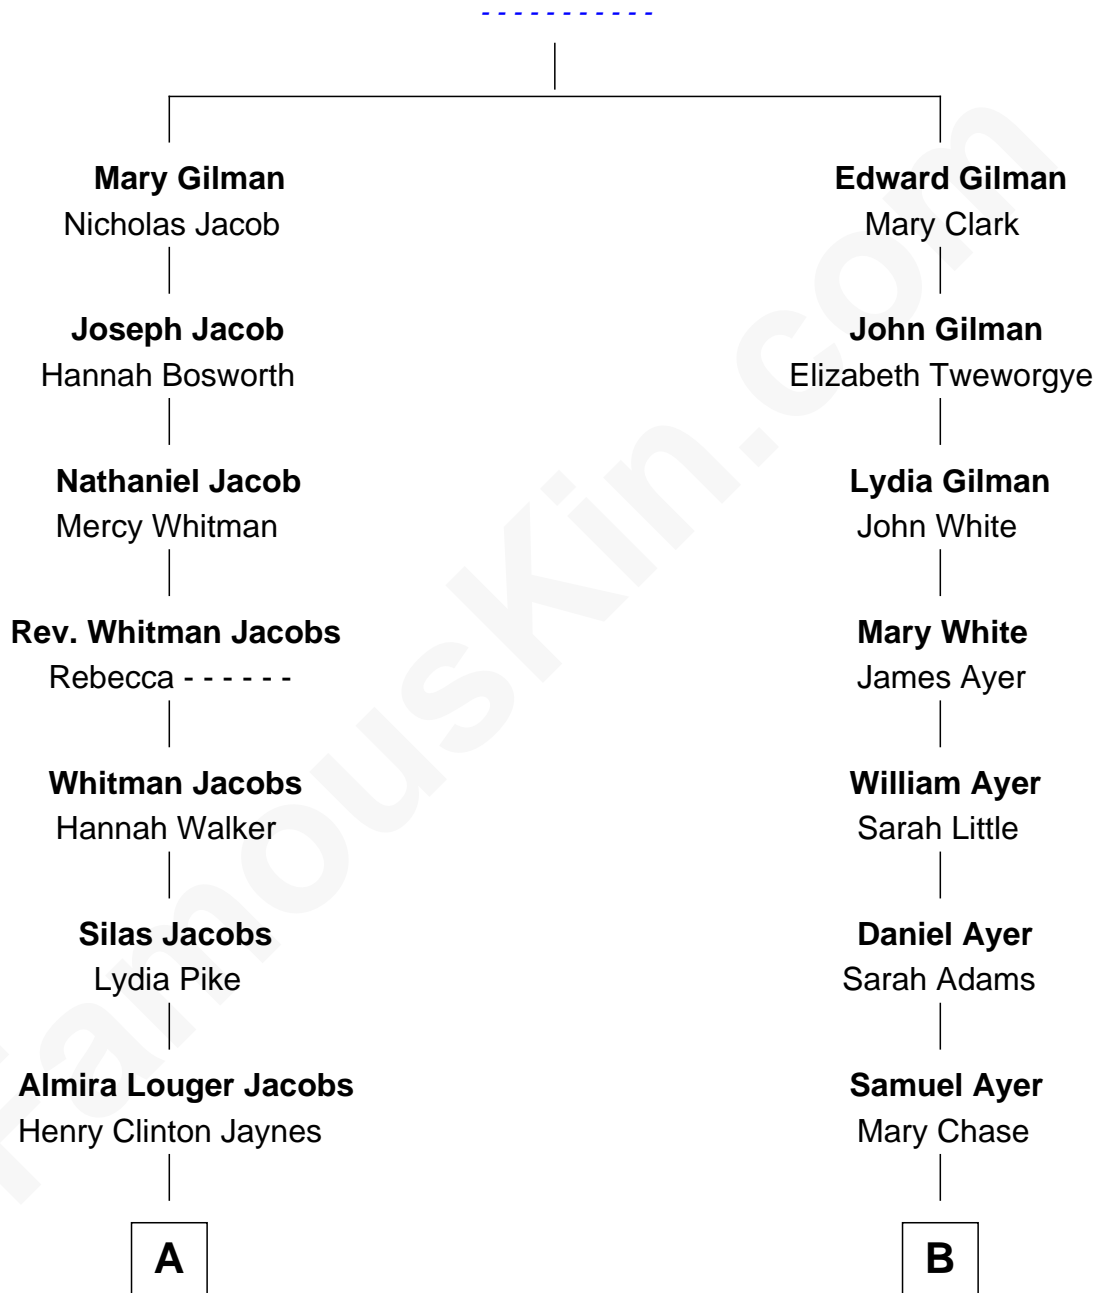 - - - - - - - - - - -
Mary Gilman
Nicholas Jacob
Edward Gilman
Mary Clark
Joseph Jacob
Hannah Bosworth
John Gilman
Elizabeth Tweworgye
Nathaniel Jacob
Mercy Whitman
Lydia Gilman
John White
Rev. Whitman Jacobs
Rebecca - - - - - -
Mary White
James Ayer
Whitman Jacobs
Hannah Walker
William Ayer
Sarah Little
Silas Jacobs
Lydia Pike
Daniel Ayer
Sarah Adams
Almira Louger Jacobs
Henry Clinton Jaynes
Samuel Ayer
Mary Chase
A
B
FamousKin.com